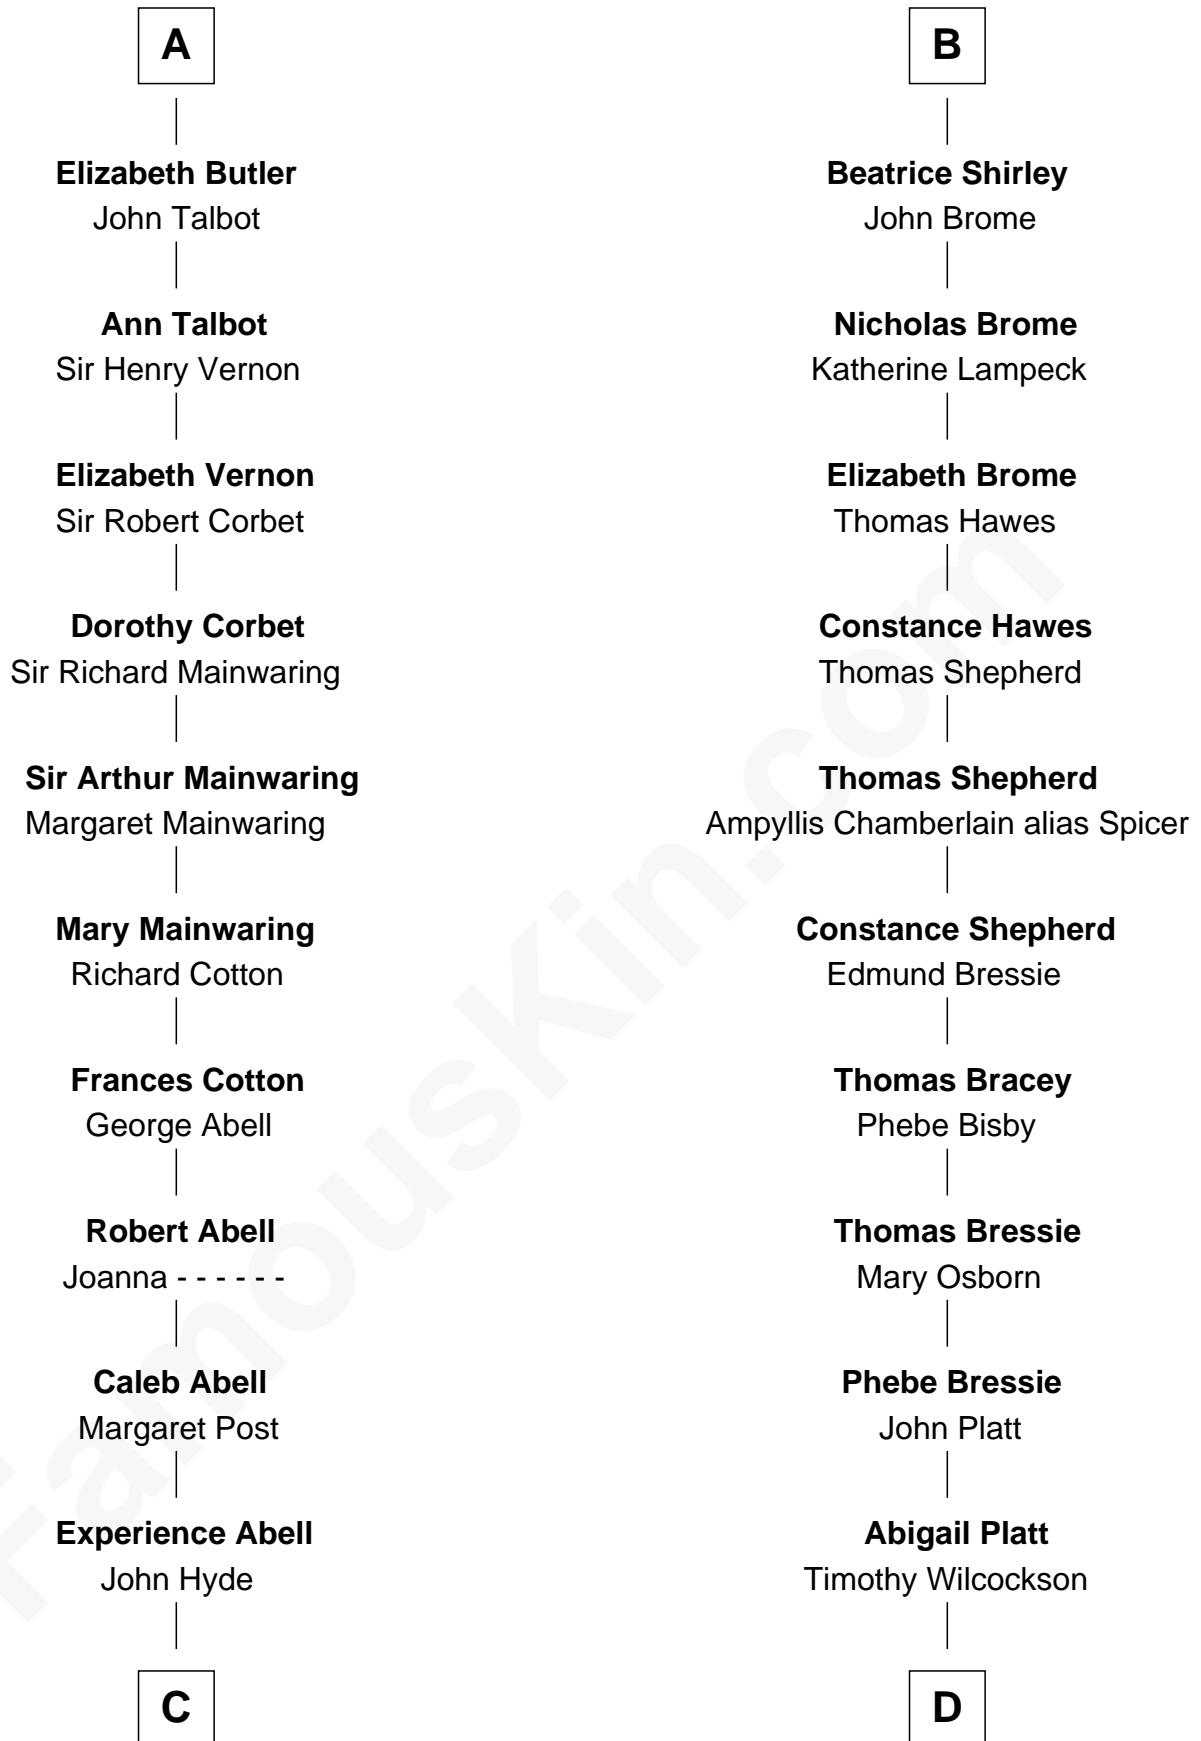 A
Elizabeth Butler
John Talbot
Ann Talbot
Sir Henry Vernon
Elizabeth Vernon
Sir Robert Corbet
Dorothy Corbet
Sir Richard Mainwaring
Sir Arthur Mainwaring
Margaret Mainwaring
Mary Mainwaring
Richard Cotton
Frances Cotton
George Abell
Robert Abell
Joanna - - - - - -
Caleb Abell
Margaret Post
Experience Abell
John Hyde
C
B
Beatrice Shirley
John Brome
Nicholas Brome
Katherine Lampeck
Elizabeth Brome
Thomas Hawes
Constance Hawes
Thomas Shepherd
Thomas Shepherd
Ampyllis Chamberlain alias Spicer
Constance Shepherd
Edmund Bressie
Thomas Bracey
Phebe Bisby
Thomas Bressie
Mary Osborn
Phebe Bressie
John Platt
Abigail Platt
Timothy Wilcockson
D
FamousKin.com